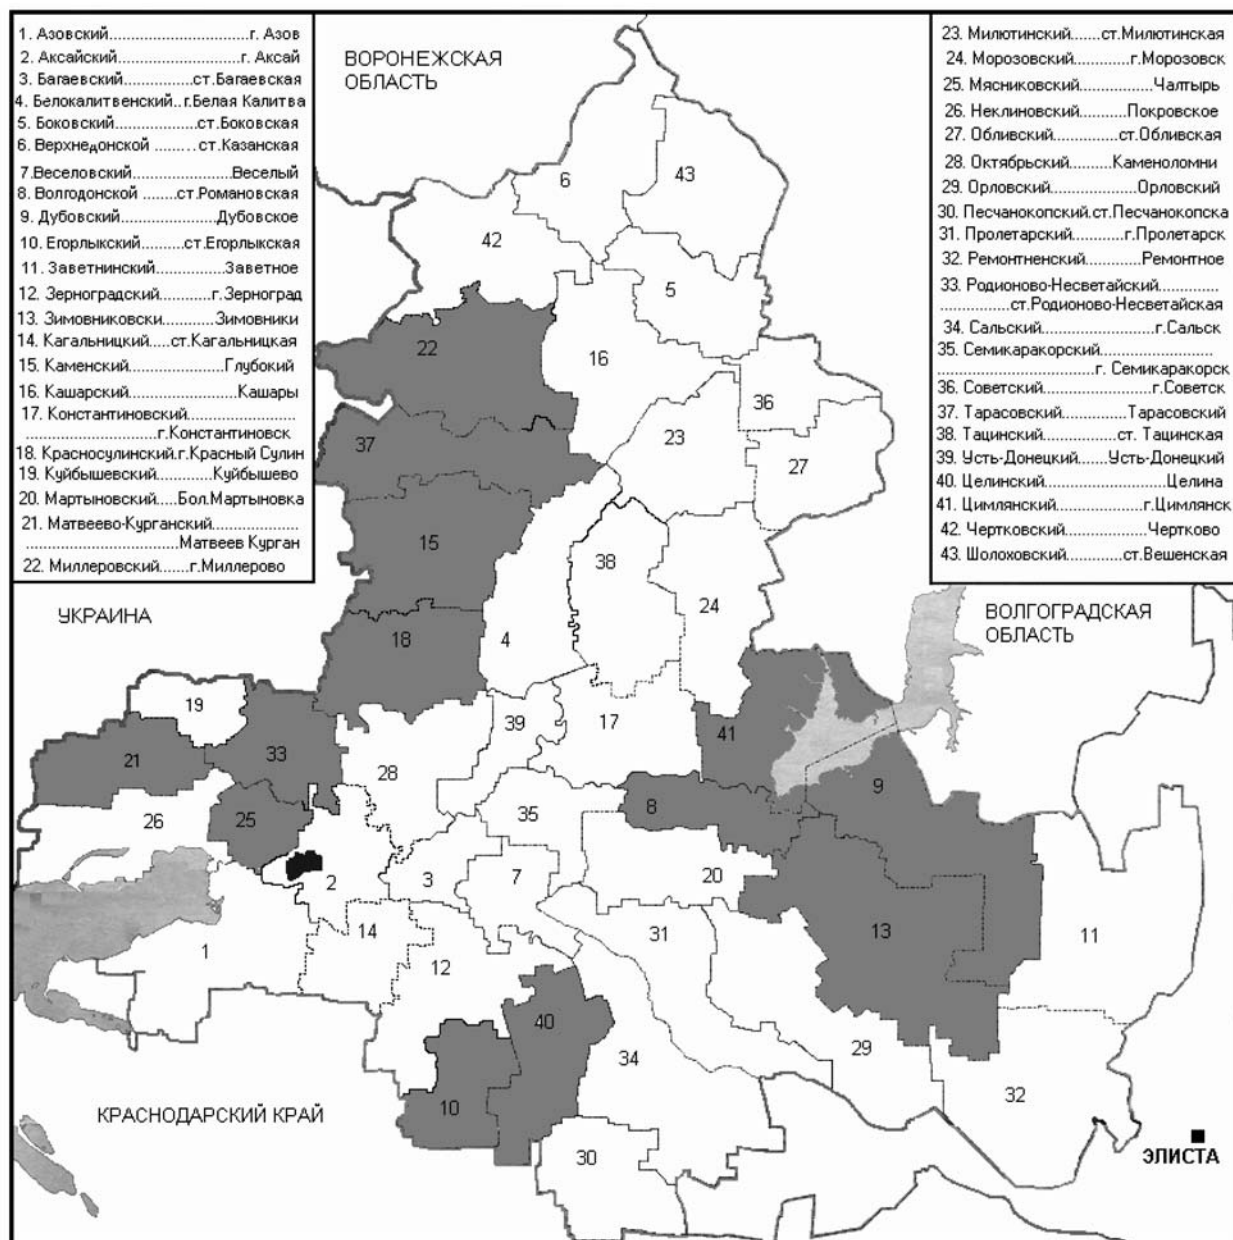 1. Азовский..............................г. Азов
2. Аксайский..........................г. Аксай
3. Багаевский...............ст.Багаевская
4. Белокалитвенский..г.Белая Калитва
5. Боковский...................ст.Боковская
6. Верхнедонской .........ст.Казанская
7.Веселовский......................Веселый
8. Волгодонской ......ст.Романовская
9. Дубовский.......................Дубовское
10. Егорлыкский.........ст.Егорлыкская
11. Заветнинский...............Заветное
12. Зерноградский...........г.Зерноград
13. Зимовниковски...........Зимовники
14. Кагальницкий.....ст.Кагальницкая
15. Каменский.......................Глубокий
16. Кашарский........................Кашары
17. Константиновский.......................
.............................г.Константиновск
18. Красносулинский.г.Красный Сулин
19. Куйбышевский...........Куйбышево
20. Мартыновский.....Бол.Мартыновка
21. Матвеево-Курганский..................
.................................Матвеев Курган
22. Миллеровский......г.Миллерово
23. Милютинский......ст.Милютинская
24. Морозовский.............г.Морозовск
25. Мясниковский................Чалтырь
26. Неклиновский...........Покровское
27. Обливский..............ст.Обливская
28. Октябрьский........Каменоломни
29. Орловский..................Орловский
30. Песчанокопский.ст.Песчанокопска
31. Пролетарский...........г.Пролетарск
32. Ремонтненский............Ремонтное
33. Родионово-Несветайский.............
...............ст.Родионово-Несветайская
34. Сальский........................г.Сальск
35. Семикаракорский........................
.................................г. Семикаракорск
36. Советский.......................г.Советск
37. Тарасовский.............Тарасовский
38. Тацинский................ст. Тацинская
39. Усть-Донецкий......Усть-Донецкий
40. Целинский..........................Целина
41. Цимлянский..................г.Цимлянск
42. Чертковский..................Чертково
43. Шолоховский...........ст.Вешенская
ВОРОНЕЖСКАЯ
ОБЛАСТЬ
6
43
42
5
22
16
36
37
23
27
15
38
24
УКРАИНА
ВОЛГОГРАДСКАЯ
ОБЛАСТЬ
18
4
19
39
17
41
21
33
28
9
26
25
35
8
2
3
7
20
1
14
12
31
13
11
40
34
29
32
10
КРАСНОДАРСКИЙ КРАЙ
30
ЭЛИСТА